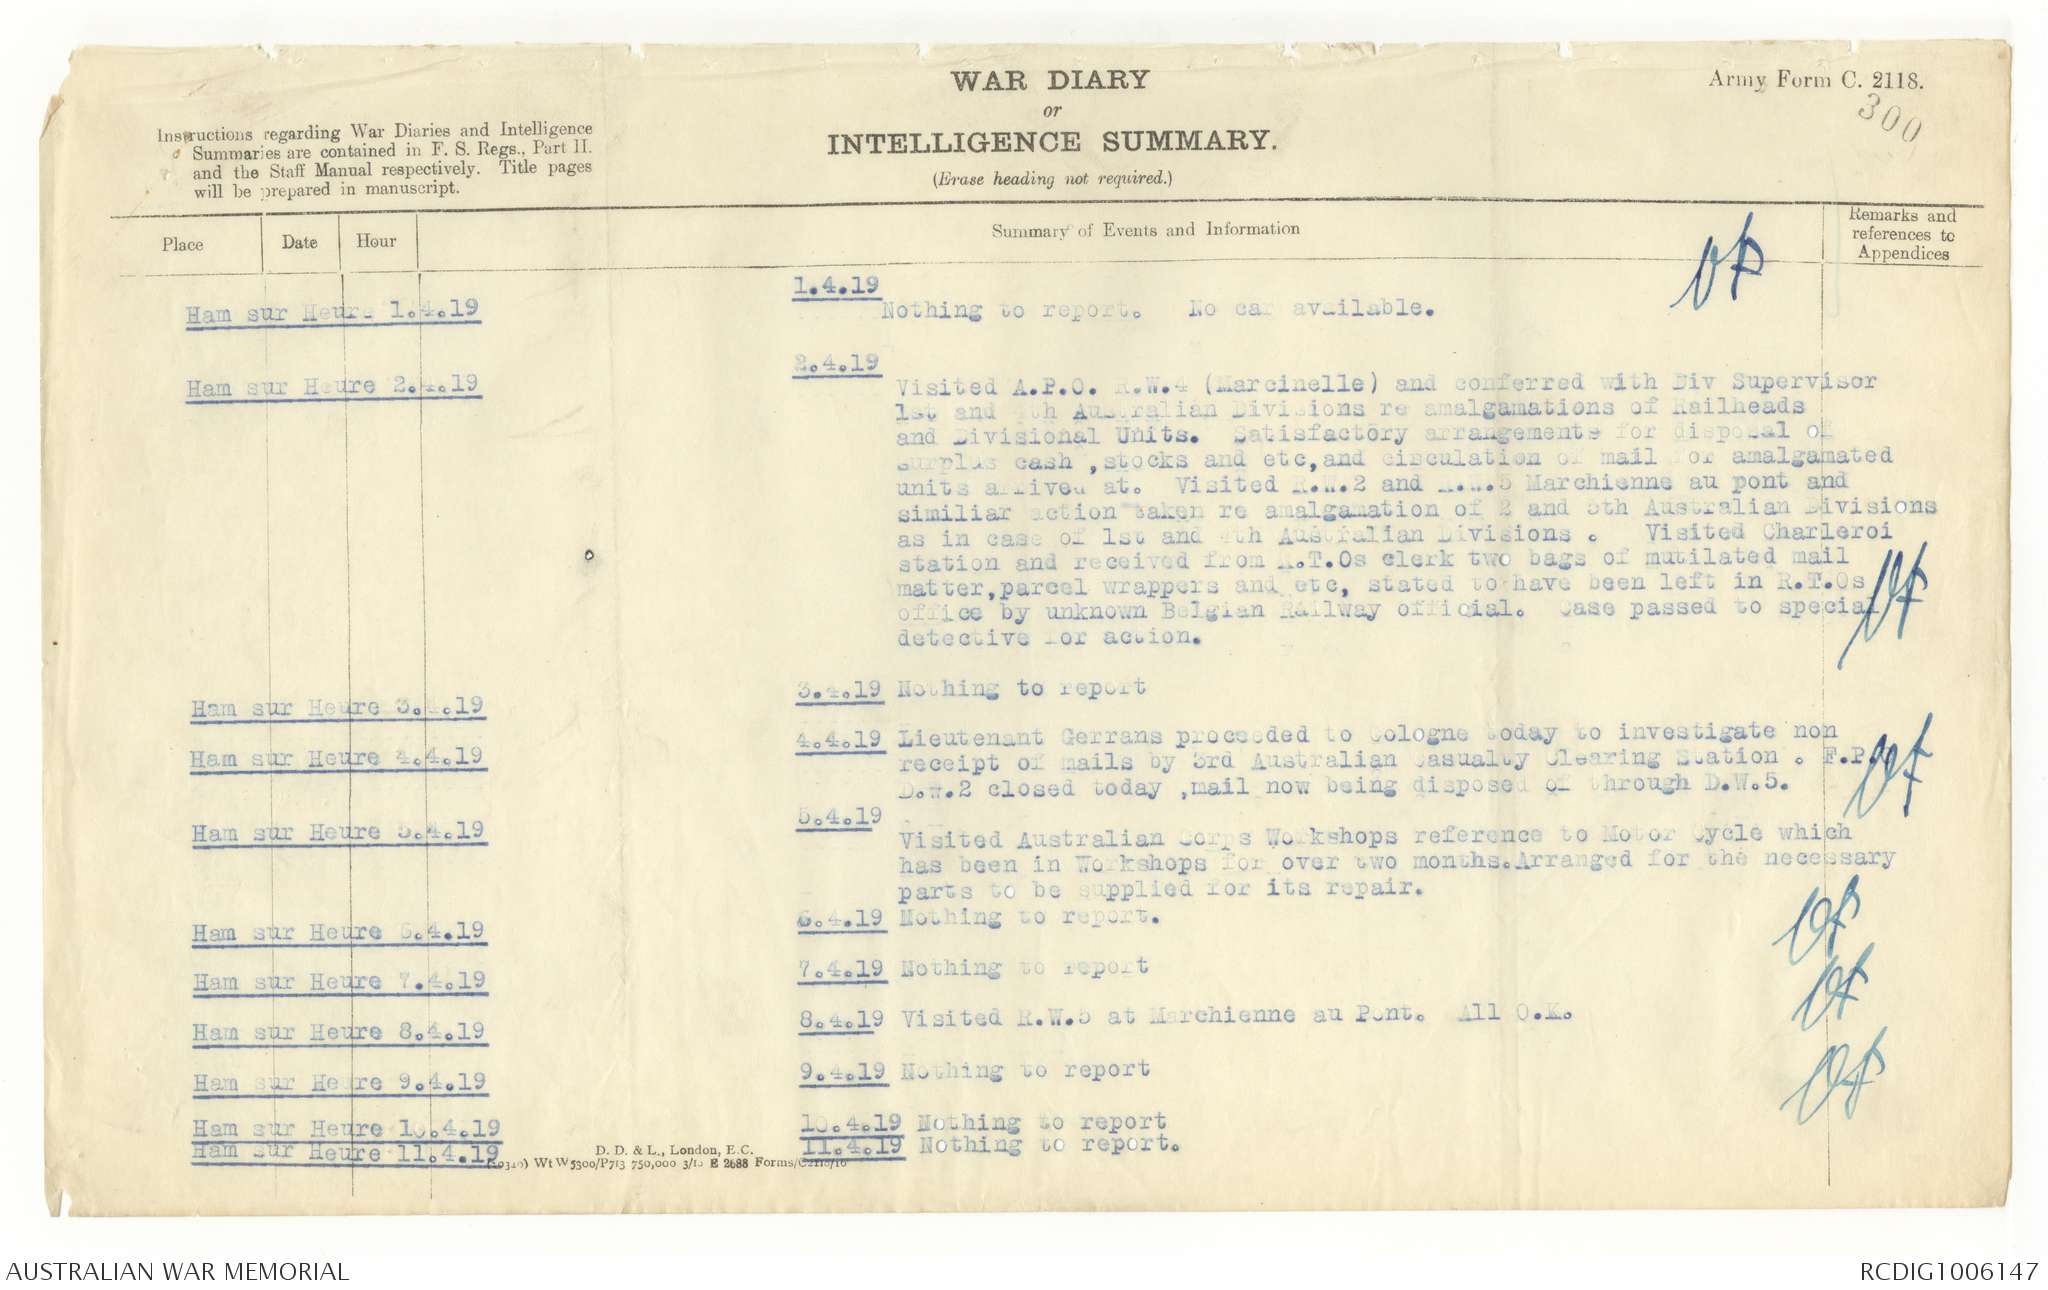 WAR DIARY
or
INTELLIGENCE SUMMARY.
(Erase heading not required.)
Army Form C. 2118.
300
Instructions regarding War Diaries and Intelligence
Summaries are contained in F. S. Regs., Part II.
and the Staff Manual respectively. Title pages
will be prepared in manuscript.
Place Date Hour Summary of Events and Information Remarks and references to Appendices
Ham sur Heure 1.4.19 1.4.19
Nothing to report. No car available.
Ham sur Heure 2.4.19 2.4.19
Visited A.P.O. R.W.4 (Marcinelle) and conferred with Div Supervisor
1st and 4th Australian Divisions re amalgamations of Railheads
and Divisional Units. Satisfactory arrangements for disposal of
surplus cash ,stocks and etc,and circulation of mail for amalgamated
units arrived at. Visited R.W.2 and R.W.5 Marchienne au pont and
similiar action taken re amalgamation of 2 and 5th Australian Divisions
as in case of 1st and 4th Australian Divisions . Visited Charleroi
station and received from R.T.Os clerk two bags of mutilated mail
matter,parcel wrappers and etc, stated to have been left in R.T.Os
office by unknown Belgian Railway official. Case passed to special
detective for action.
Ham sur Heure 3.4.19 3.4.19 Nothing to report
Ham sur Heure 4.4.19 4.4.19 Lieutenant Gerrans proceeded to Cologne today to investigate non
receipt of mails by 3rd Australian Casualty Clearing Station . F.P.O
D.W.2 closed today ,mail now being disposed of through D.W.5.
Ham sur Heure 5.4.19 5.4.19
Visited Australian Corps Workshops reference to Motor Cycle which
has been in Workshops for over two months.Arranged for the necessary
parts to be supplied for its repair.
Ham sur Heure 6.4.19 6.4.19 Nothing to report.
Ham sur Heure 7.4.19 7.4.19 Nothing to report
Ham sur Heure 8.4.19 8.4.19 Visited R.W.5 at Marchienne au Pont. All O.K.
Ham sur Heure 9.4.19 9.4.19 Nothing to report
Ham sur Heure 10.4.19 10.4.19 Nothing to report
Ham sur Heure 11.4.19 11.4.19 Nothing to report.
D. D. & L., London, E.C.
Wt W5300/P713 750,000 3/18 E 2688 Forms/C2118/16
AUSTRALIAN WAR MEMORIAL
RCDIG1006147